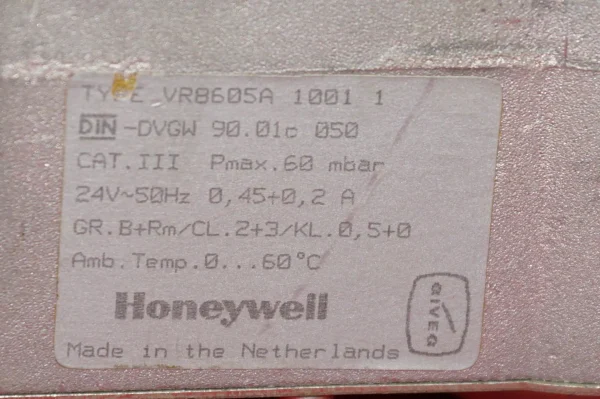 TYPE VR8605A 1001 1
DIN-DVGW 90.01c 050
CAT.III Pmax.60 mbar
24V~50Hz 0,45+0,2 A
GR.B+Rm/CL.2+3/KL.0,5+0
Amb.Temp.0...60°C
Honeywell
GIVEG
Made in the Netherlands